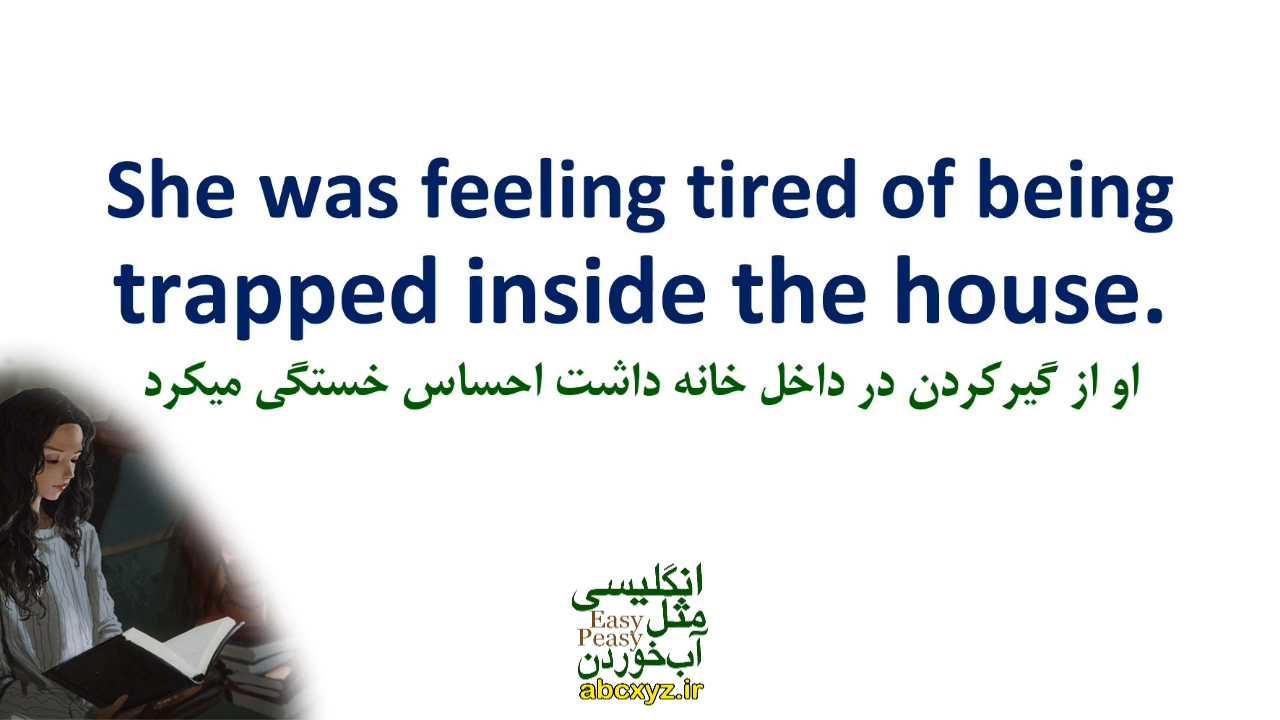 She was feeling tired of being
trapped inside the house.
او از گیرکردن در داخل خانه داشت احساس خستگی میکرد
انگلیسی
مثل
Easy
Peasy
آب‌خوردن
abcxyz.ir